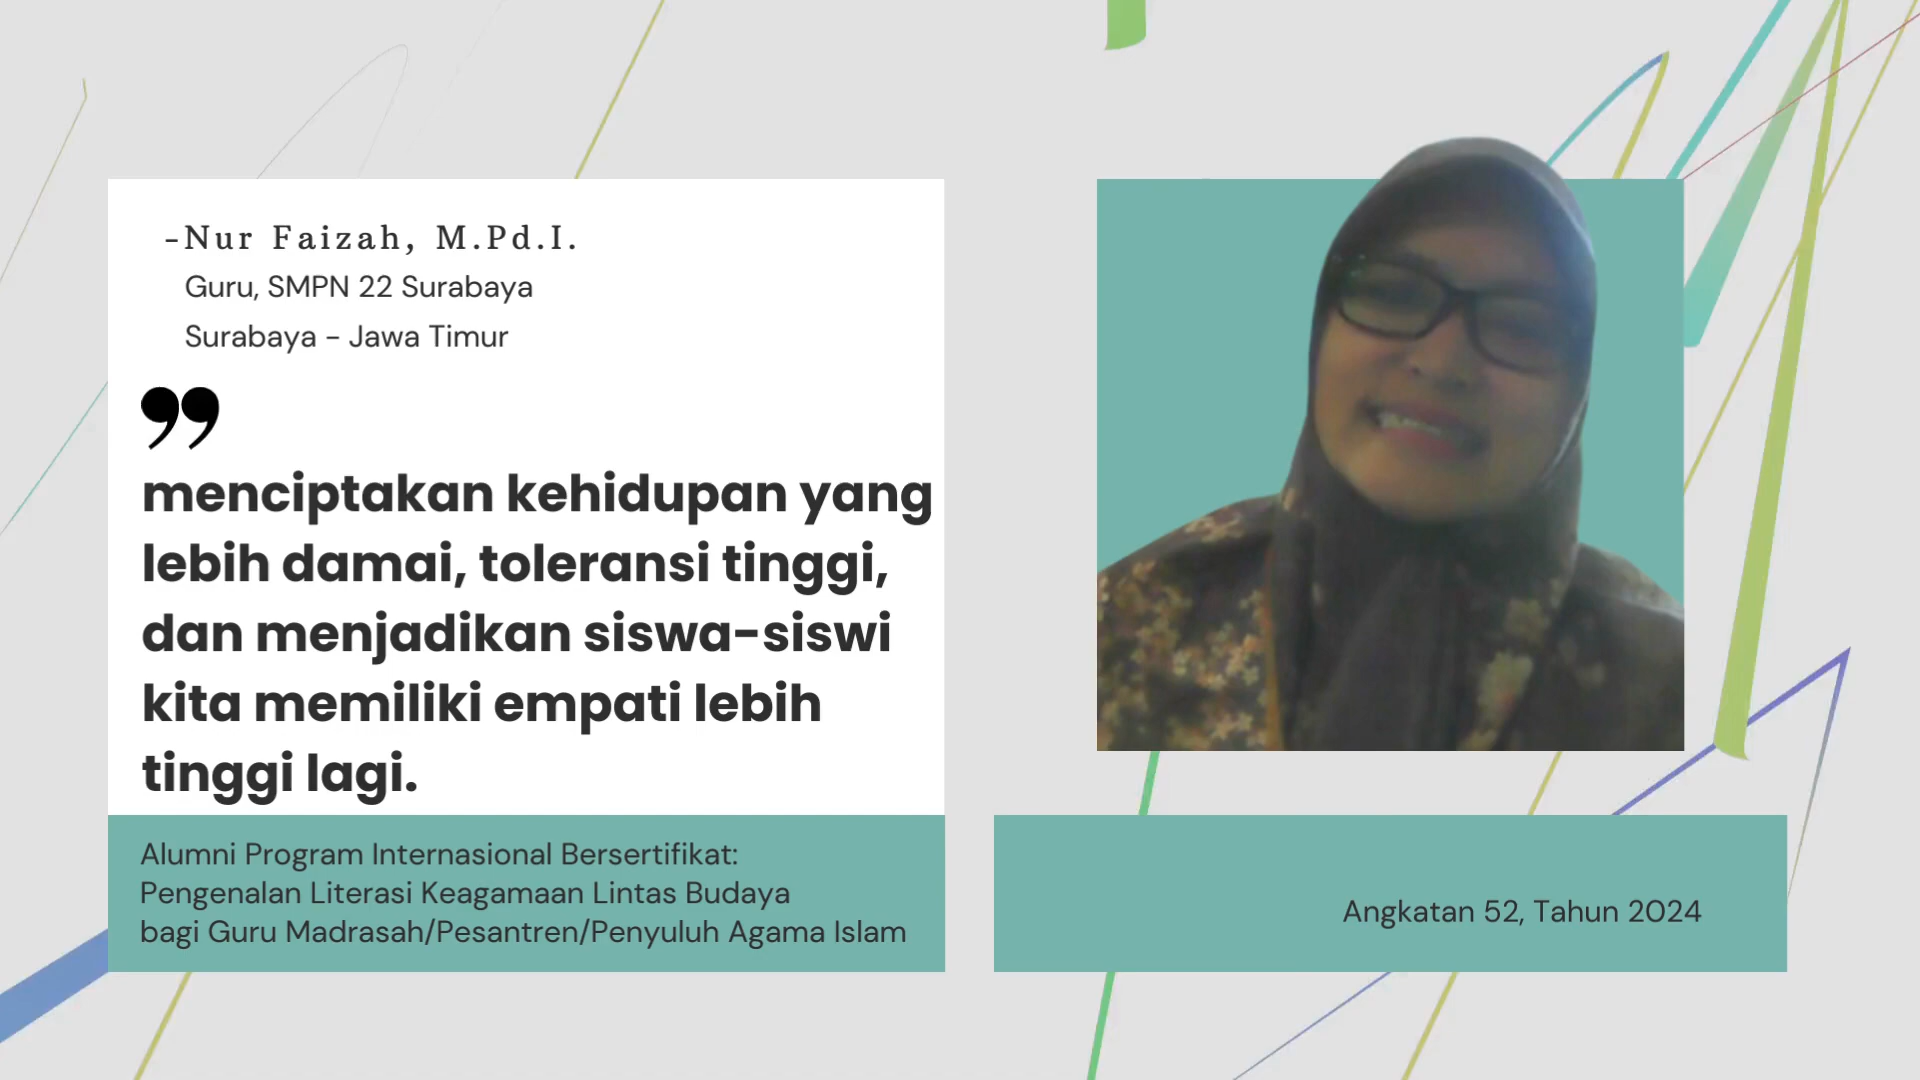 -Nur Faizah, M.Pd.I.
Guru, SMPN 22 Surabaya
Surabaya - Jawa Timur
”
menciptakan kehidupan yang
lebih damai, toleransi tinggi,
dan menjadikan siswa-siswi
kita memiliki empati lebih
tinggi lagi.
Alumni Program Internasional Bersertifikat:
Pengenalan Literasi Keagamaan Lintas Budaya
bagi Guru Madrasah/Pesantren/Penyuluh Agama Islam
Angkatan 52, Tahun 2024